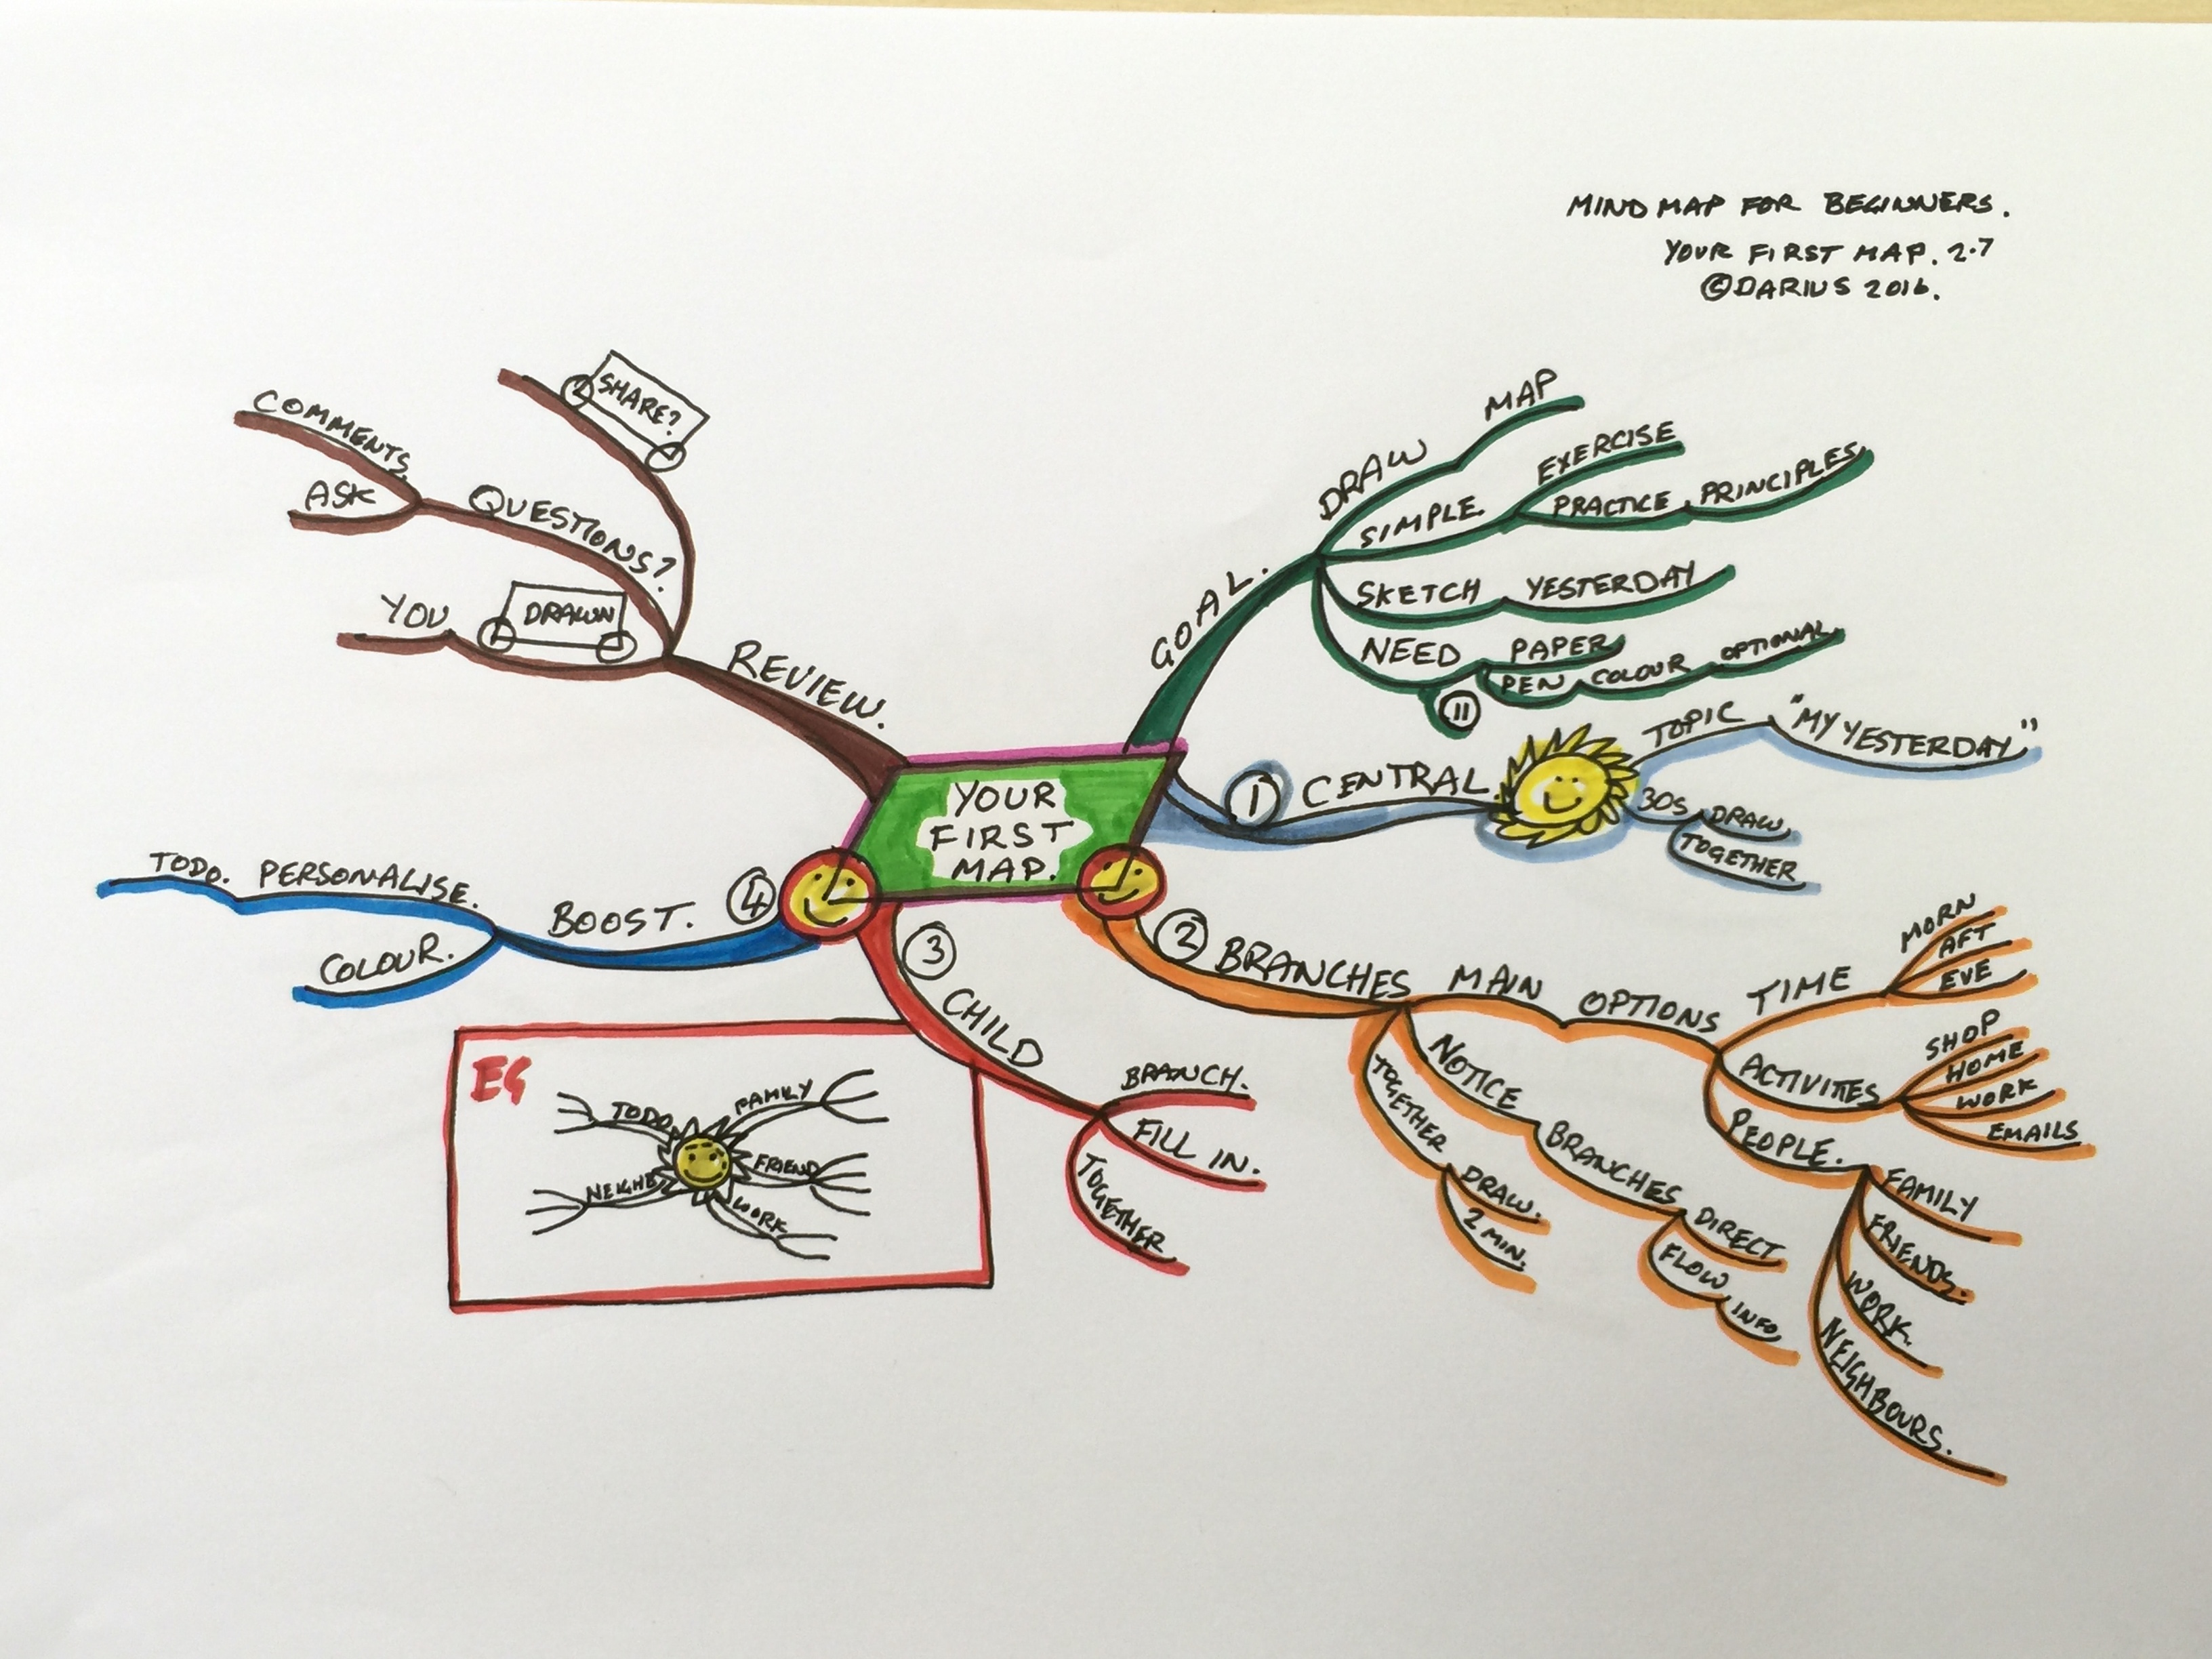 MIND MAP FOR BEGINNERS.
YOUR FIRST MAP. 2.7
©DARIUS 2016.
YOUR
FIRST
MAP.
GOAL.
DRAW
MAP
SIMPLE.
EXERCISE
PRACTICE
PRINCIPLES
SKETCH
YESTERDAY
NEED
PAPER
PEN
COLOUR
OPTIONAL
11
1
CENTRAL.
TOPIC
"MY YESTERDAY"
30S
DRAW
TOGETHER
2
BRANCHES
MAIN
OPTIONS
TIME
MORN
AFT
EVE
ACTIVITIES
SHOP
HOME
WORK
EMAILS
PEOPLE.
FAMILY
FRIENDS.
WORK.
NEIGHBOURS.
NOTICE
BRANCHES
DIRECT
FLOW
INFO
TOGETHER
DRAW.
2 MIN.
3
CHILD
BRANCH.
FILL IN.
TOGETHER
EG
TODO
FAMILY
FRIEND
WORK
NEIGHB
4
BOOST.
PERSONALISE.
TODO.
COLOUR.
REVIEW.
YOU
DRAWN
QUESTIONS?
ASK
COMMENTS
SHARE?